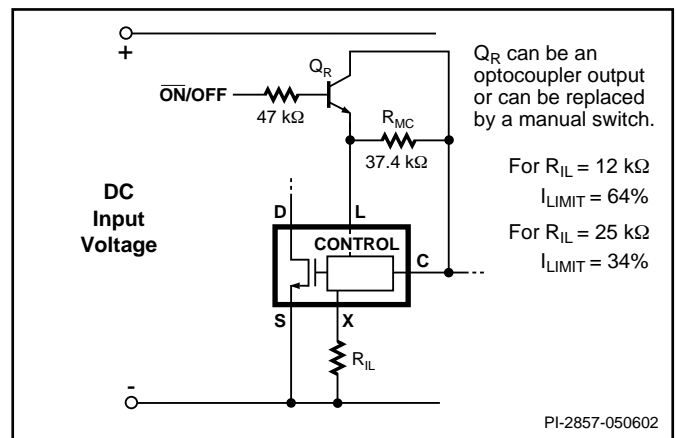 +
Q_R
Q_R can be an
optocoupler output
or can be replaced
by a manual switch.
O̅N̅/OFF
47 kΩ
R_MC
37.4 kΩ
For R_IL = 12 kΩ
I_LIMIT = 64%
For R_IL = 25 kΩ
I_LIMIT = 34%
DC
Input
Voltage
D
L
CONTROL
C
S
X
R_IL
-
PI-2857-050602